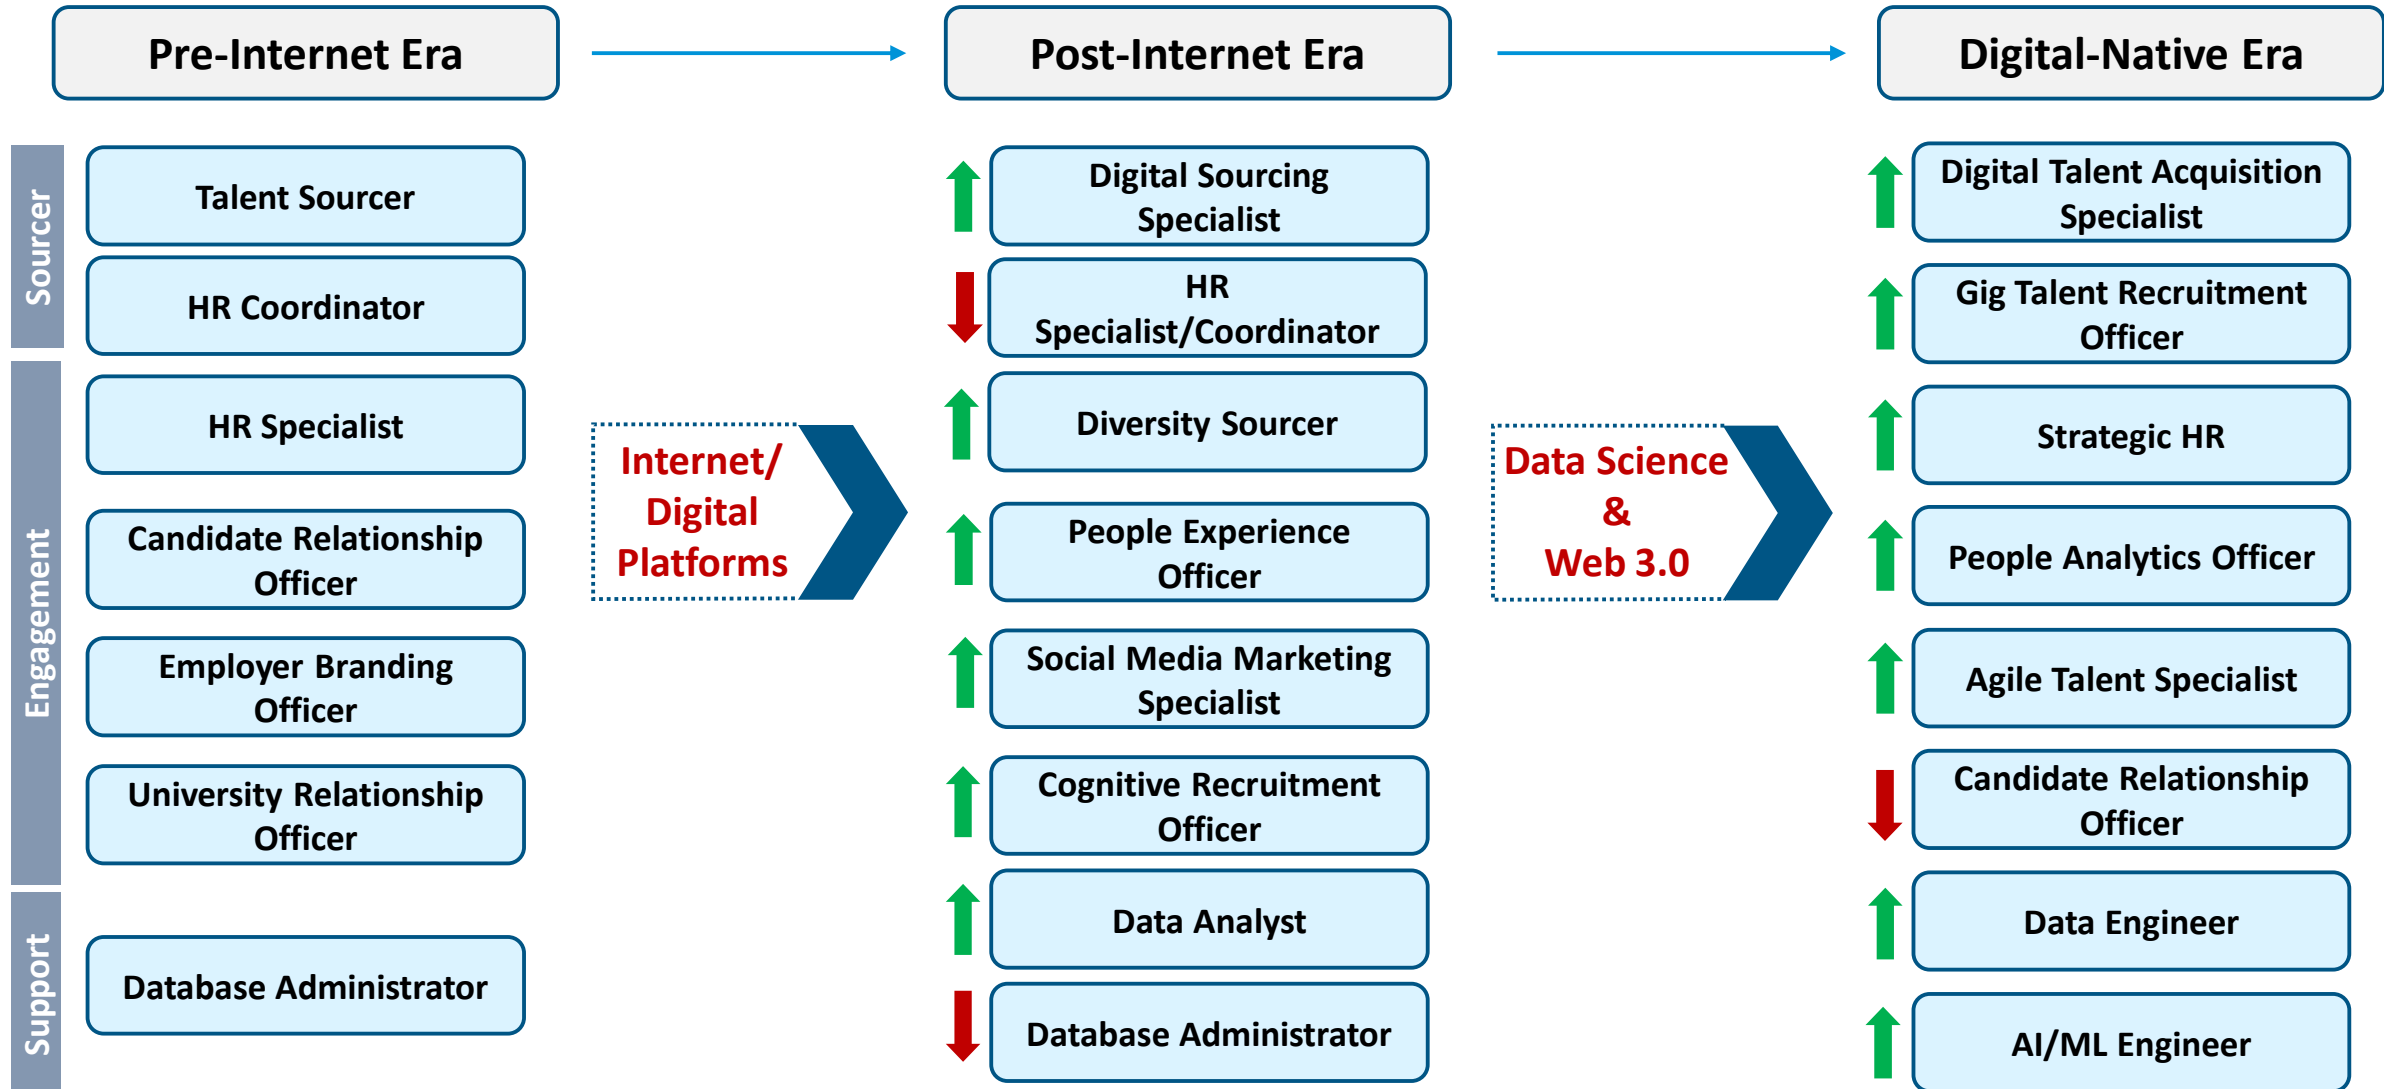 Pre-Internet Era
Post-Internet Era
Digital-Native Era
Sourcer
Engagement
Support
Talent Sourcer
HR Coordinator
HR Specialist
Candidate Relationship
Officer
Employer Branding
Officer
University Relationship
Officer
Database Administrator
Internet/
Digital
Platforms
Digital Sourcing
Specialist
HR
Specialist/Coordinator
Diversity Sourcer
People Experience
Officer
Social Media Marketing
Specialist
Cognitive Recruitment
Officer
Data Analyst
Database Administrator
Data Science
&
Web 3.0
Digital Talent Acquisition
Specialist
Gig Talent Recruitment
Officer
Strategic HR
People Analytics Officer
Agile Talent Specialist
Candidate Relationship
Officer
Data Engineer
AI/ML Engineer